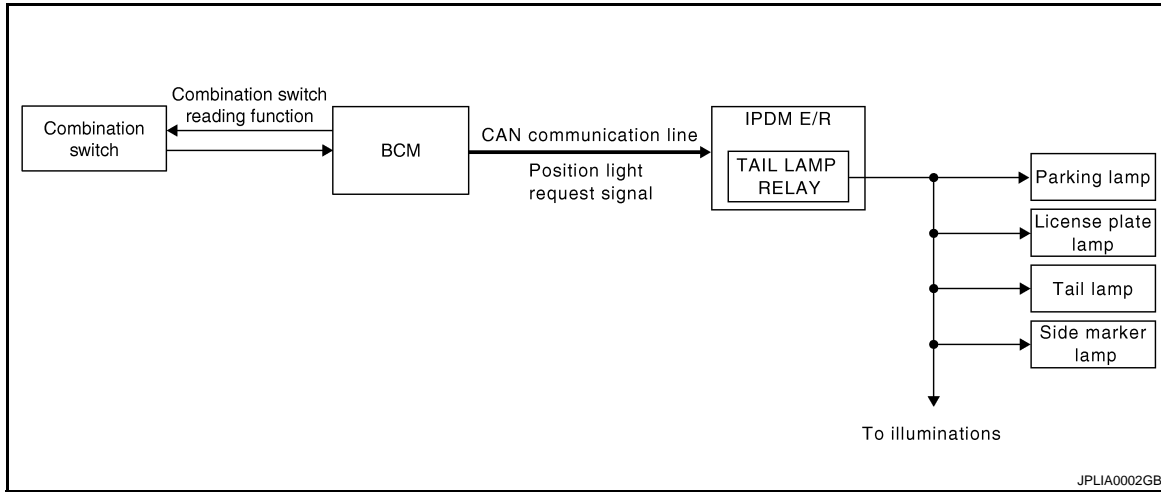 Combination switch
reading function
Combination
switch
BCM
CAN communication line
Position light
request signal
IPDM E/R
TAIL LAMP
RELAY
Parking lamp
License plate
lamp
Tail lamp
Side marker
lamp
To illuminations
JPLIA0002GB